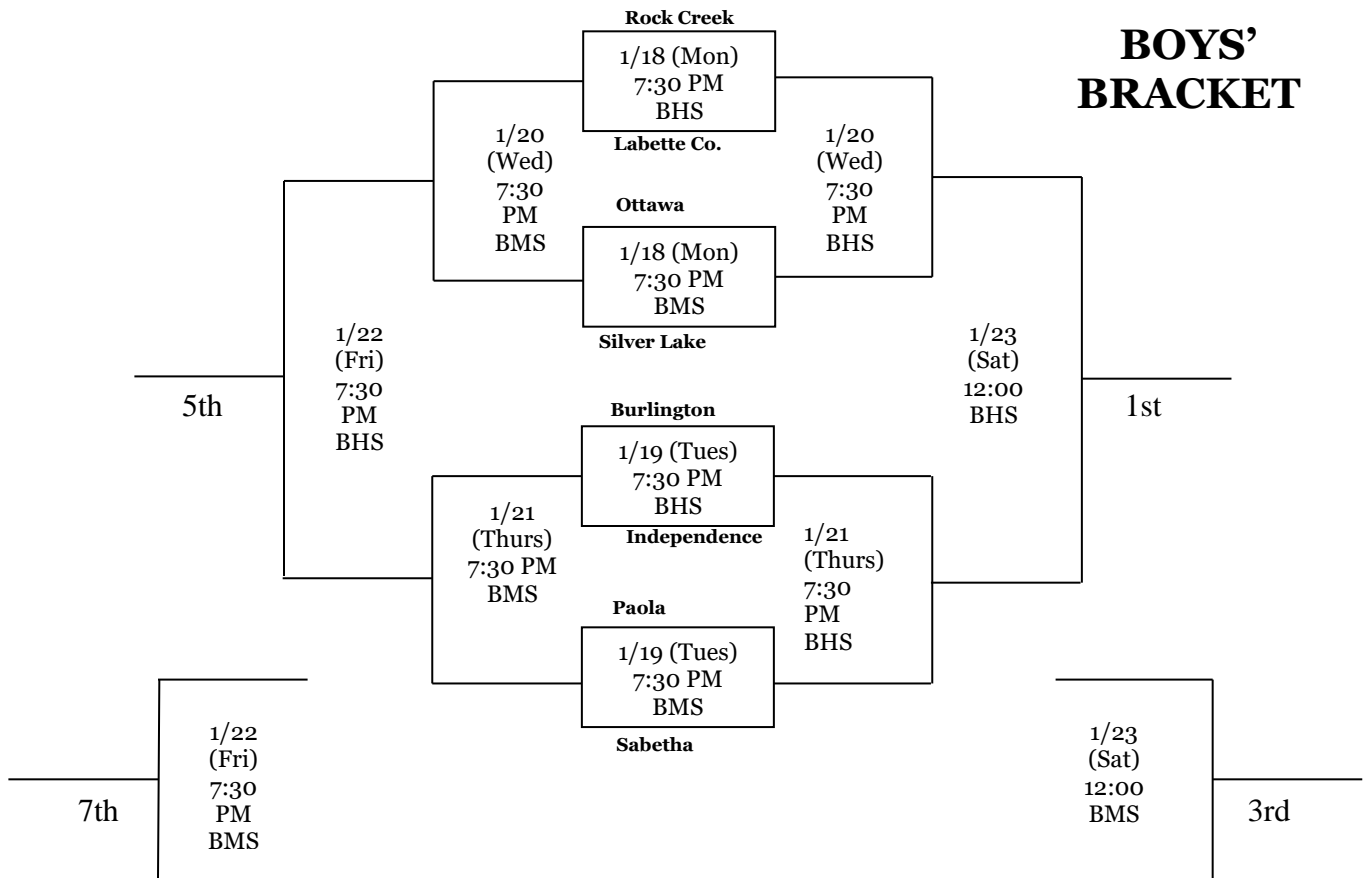 BOYS’
BRACKET
Rock Creek
1/18 (Mon)
7:30 PM
BHS
Labette Co.
1/20
(Wed)
7:30
PM
BMS
1/20
(Wed)
7:30
PM
BHS
Ottawa
1/18 (Mon)
7:30 PM
BMS
Silver Lake
1/22
(Fri)
7:30
PM
BHS
1/23
(Sat)
12:00
BHS
5th
1st
Burlington
1/19 (Tues)
7:30 PM
BHS
Independence
1/21
(Thurs)
7:30 PM
BMS
1/21
(Thurs)
7:30
PM
BHS
Paola
1/19 (Tues)
7:30 PM
BMS
Sabetha
1/22
(Fri)
7:30
PM
BMS
1/23
(Sat)
12:00
BMS
7th
3rd